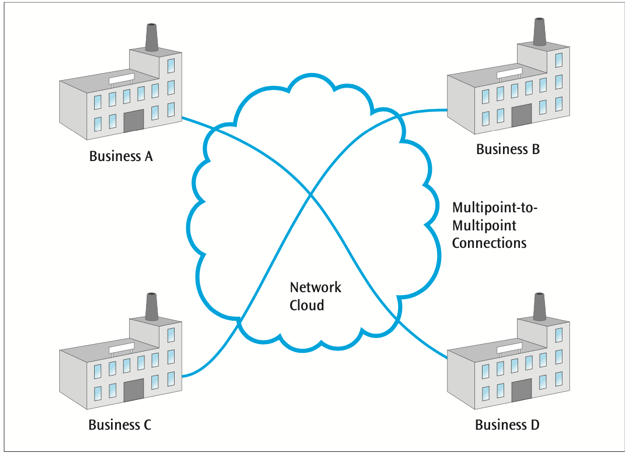 Business A
Business B
Multipoint-to-
Multipoint
Connections
Network
Cloud
Business C
Business D